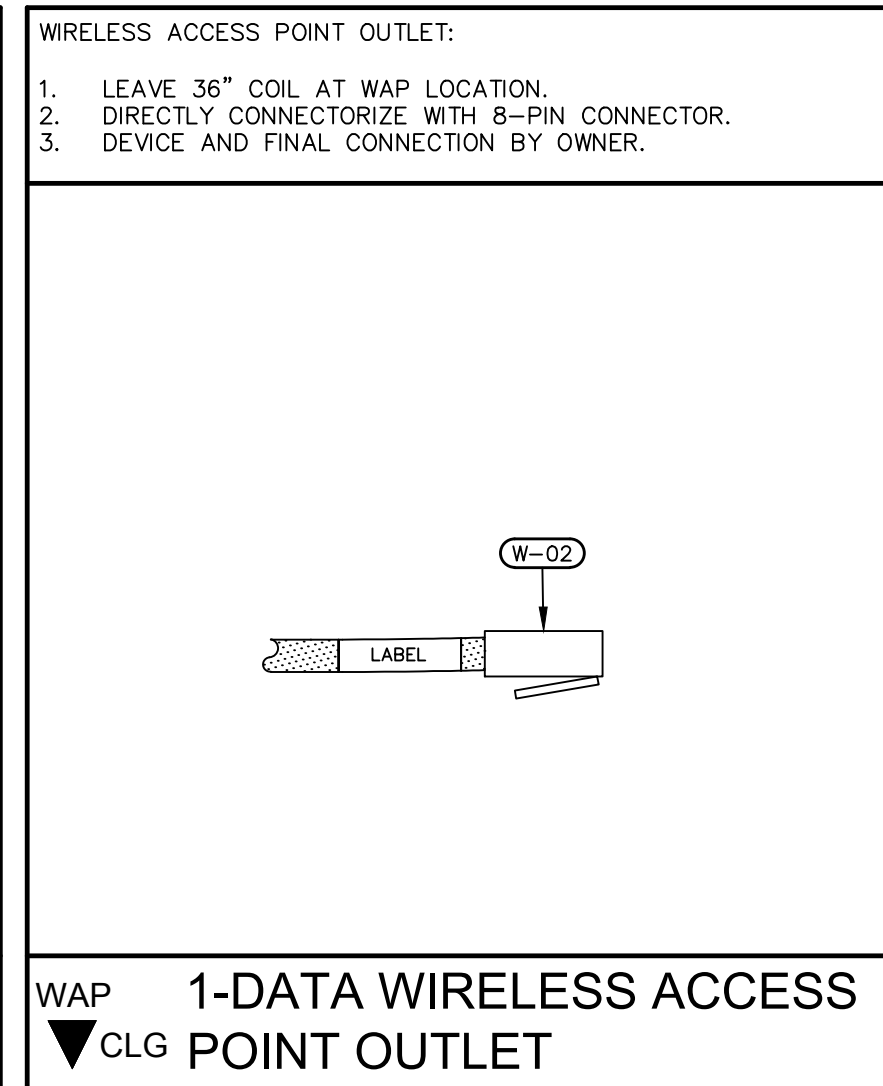 WIRELESS ACCESS POINT OUTLET:
1. LEAVE 36” COIL AT WAP LOCATION.
2. DIRECTLY CONNECTORIZE WITH 8–PIN CONNECTOR.
3. DEVICE AND FINAL CONNECTION BY OWNER.
W–02
LABEL
WAP
CLG
1-DATA WIRELESS ACCESS
POINT OUTLET